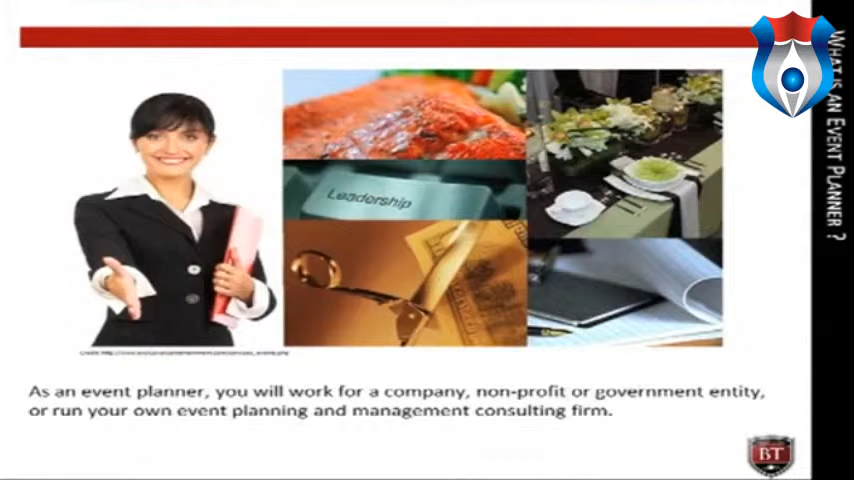 WHAT IS AN EVENT PLANNER ?
Leadership
As an event planner, you will work for a company, non-profit or government entity,
or run your own event planning and management consulting firm.
BT